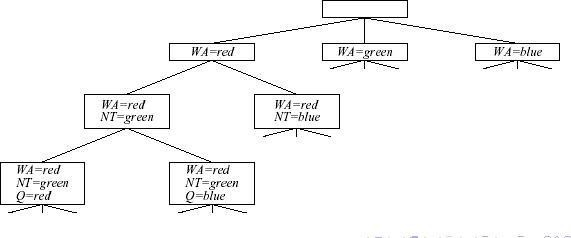 WA=red
WA=green
WA=blue
WA=red
NT=green
WA=red
NT=blue
WA=red
NT=green
Q=red
WA=red
NT=green
Q=blue